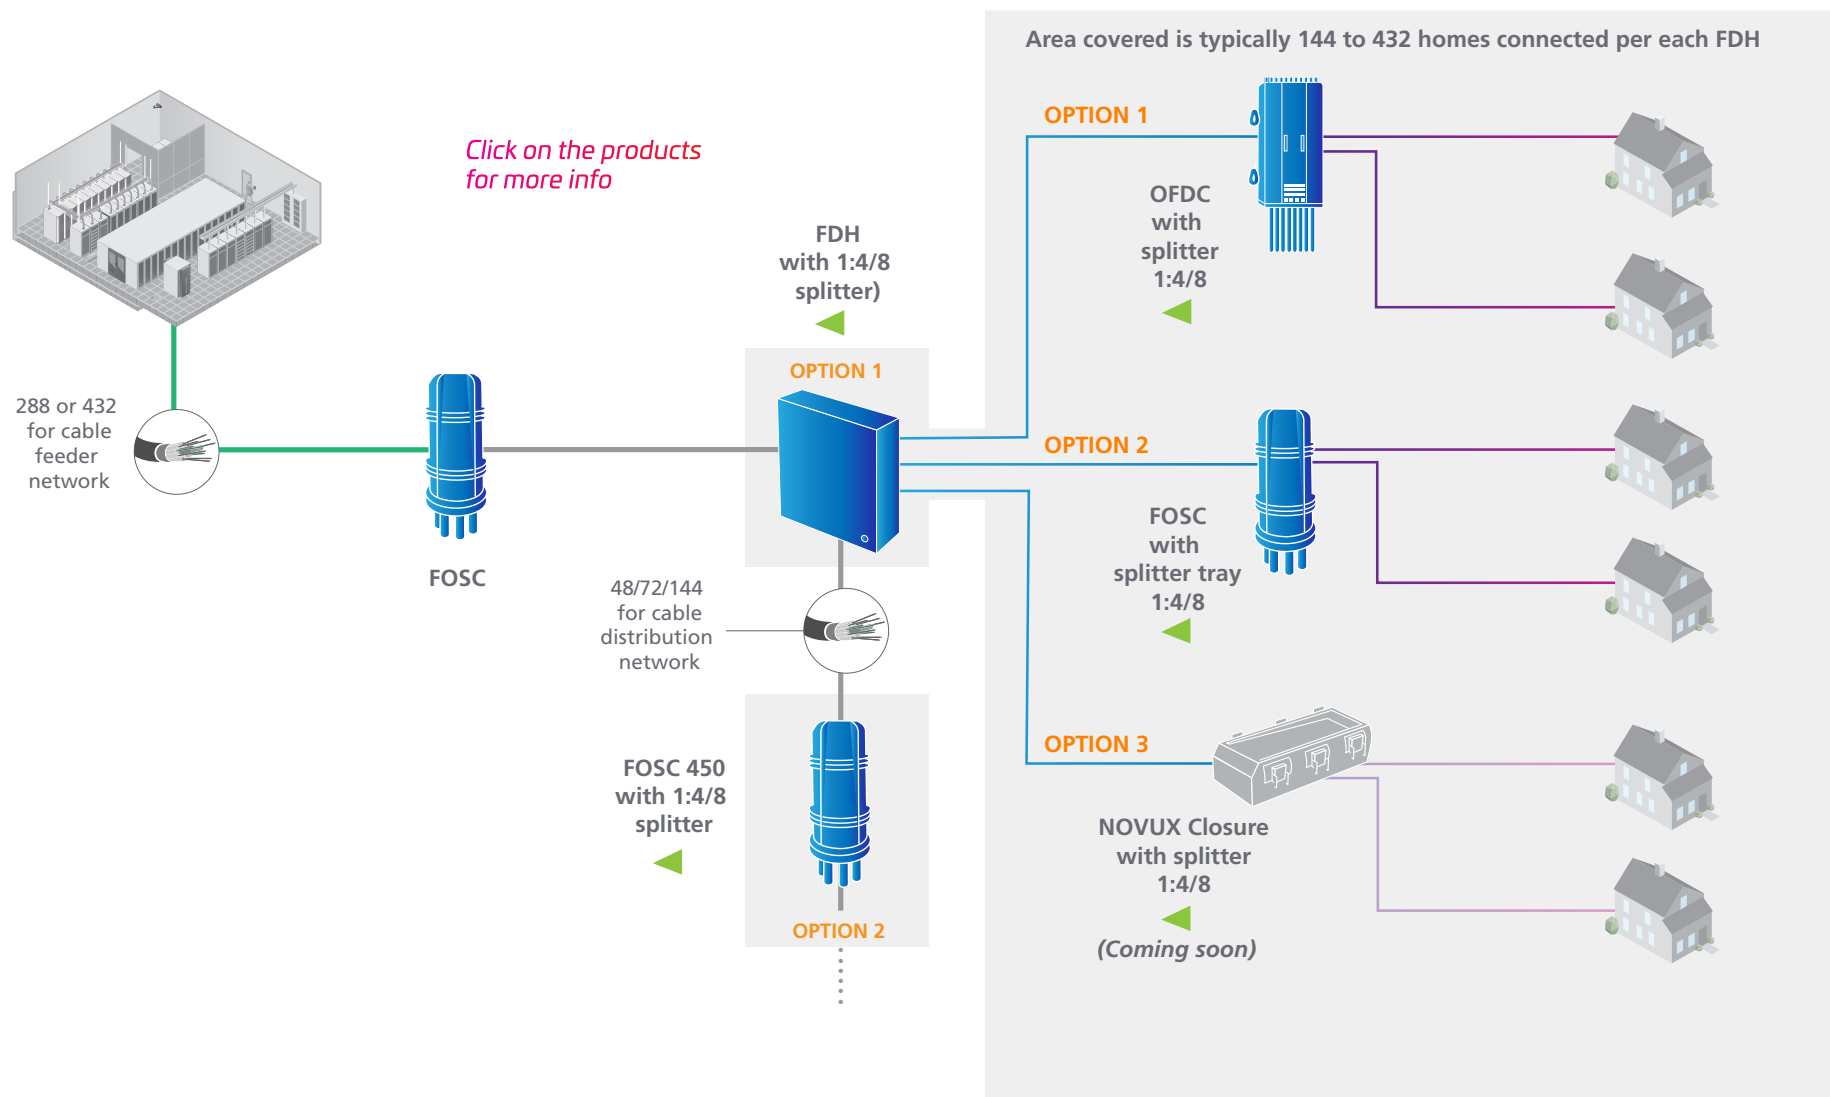 Area covered is typically 144 to 432 homes connected per each FDH
Click on the products
for more info
OPTION 1
OFDC
with
splitter
1:4/8
FDH
with 1:4/8
splitter)
OPTION 1
288 or 432
for cable
feeder
network
FOSC
OPTION 2
FOSC
with
splitter tray
1:4/8
48/72/144
for cable
distribution
network
OPTION 3
FOSC 450
with 1:4/8
splitter
OPTION 2
NOVUX Closure
with splitter
1:4/8
(Coming soon)